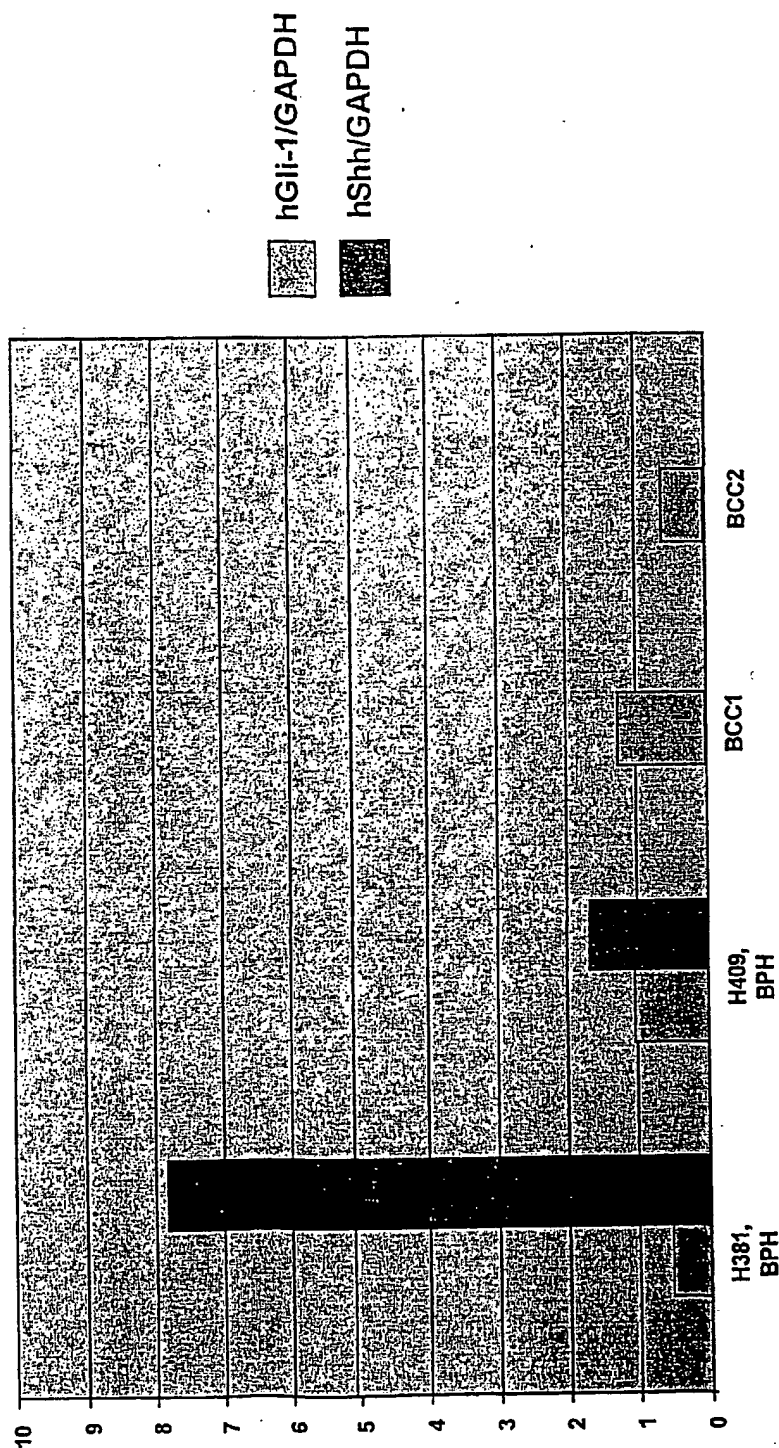 hGli-1/GAPDH
hShh/GAPDH
10
9
8
7
6
5
4
3
2
1
0
H381,
BPH
H409,
BPH
BCC1
BCC2